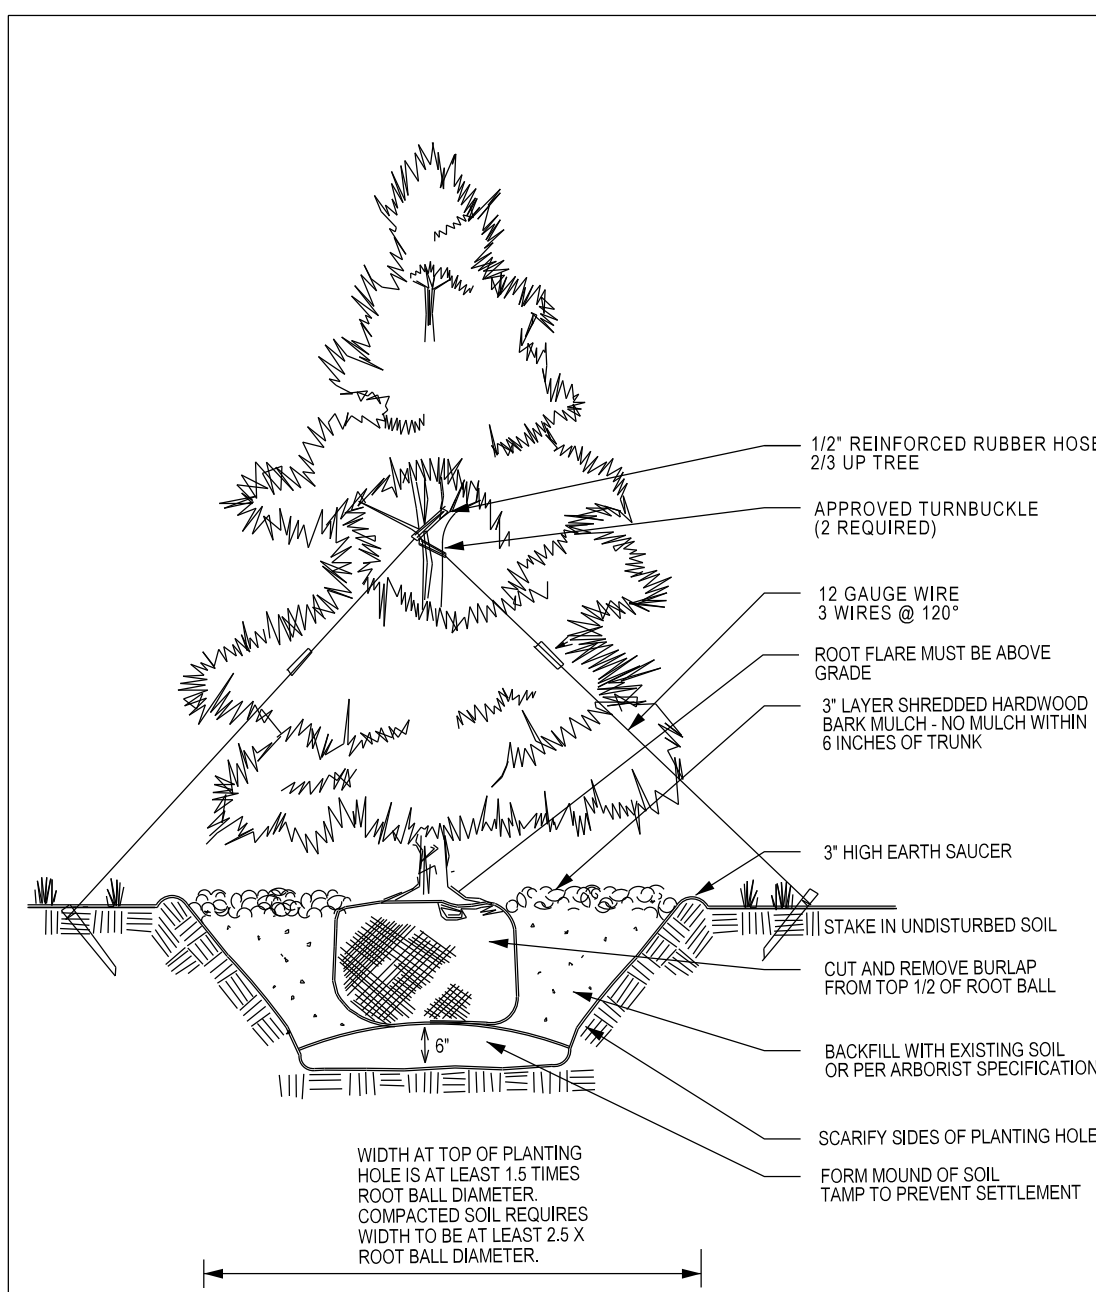 1/2" REINFORCED RUBBER HOSE
2/3 UP TREE
APPROVED TURNBUCKLE
(2 REQUIRED)
12 GAUGE WIRE
3 WIRES @ 120°
ROOT FLARE MUST BE ABOVE
GRADE
3" LAYER SHREDDED HARDWOOD
BARK MULCH - NO MULCH WITHIN
6 INCHES OF TRUNK
3" HIGH EARTH SAUCER
STAKE IN UNDISTURBED SOIL
CUT AND REMOVE BURLAP
FROM TOP 1/2 OF ROOT BALL
6"
BACKFILL WITH EXISTING SOIL
OR PER ARBORIST SPECIFICATION
SCARIFY SIDES OF PLANTING HOLE
FORM MOUND OF SOIL
TAMP TO PREVENT SETTLEMENT
WIDTH AT TOP OF PLANTING
HOLE IS AT LEAST 1.5 TIMES
ROOT BALL DIAMETER.
COMPACTED SOIL REQUIRES
WIDTH TO BE AT LEAST 2.5 X
ROOT BALL DIAMETER.